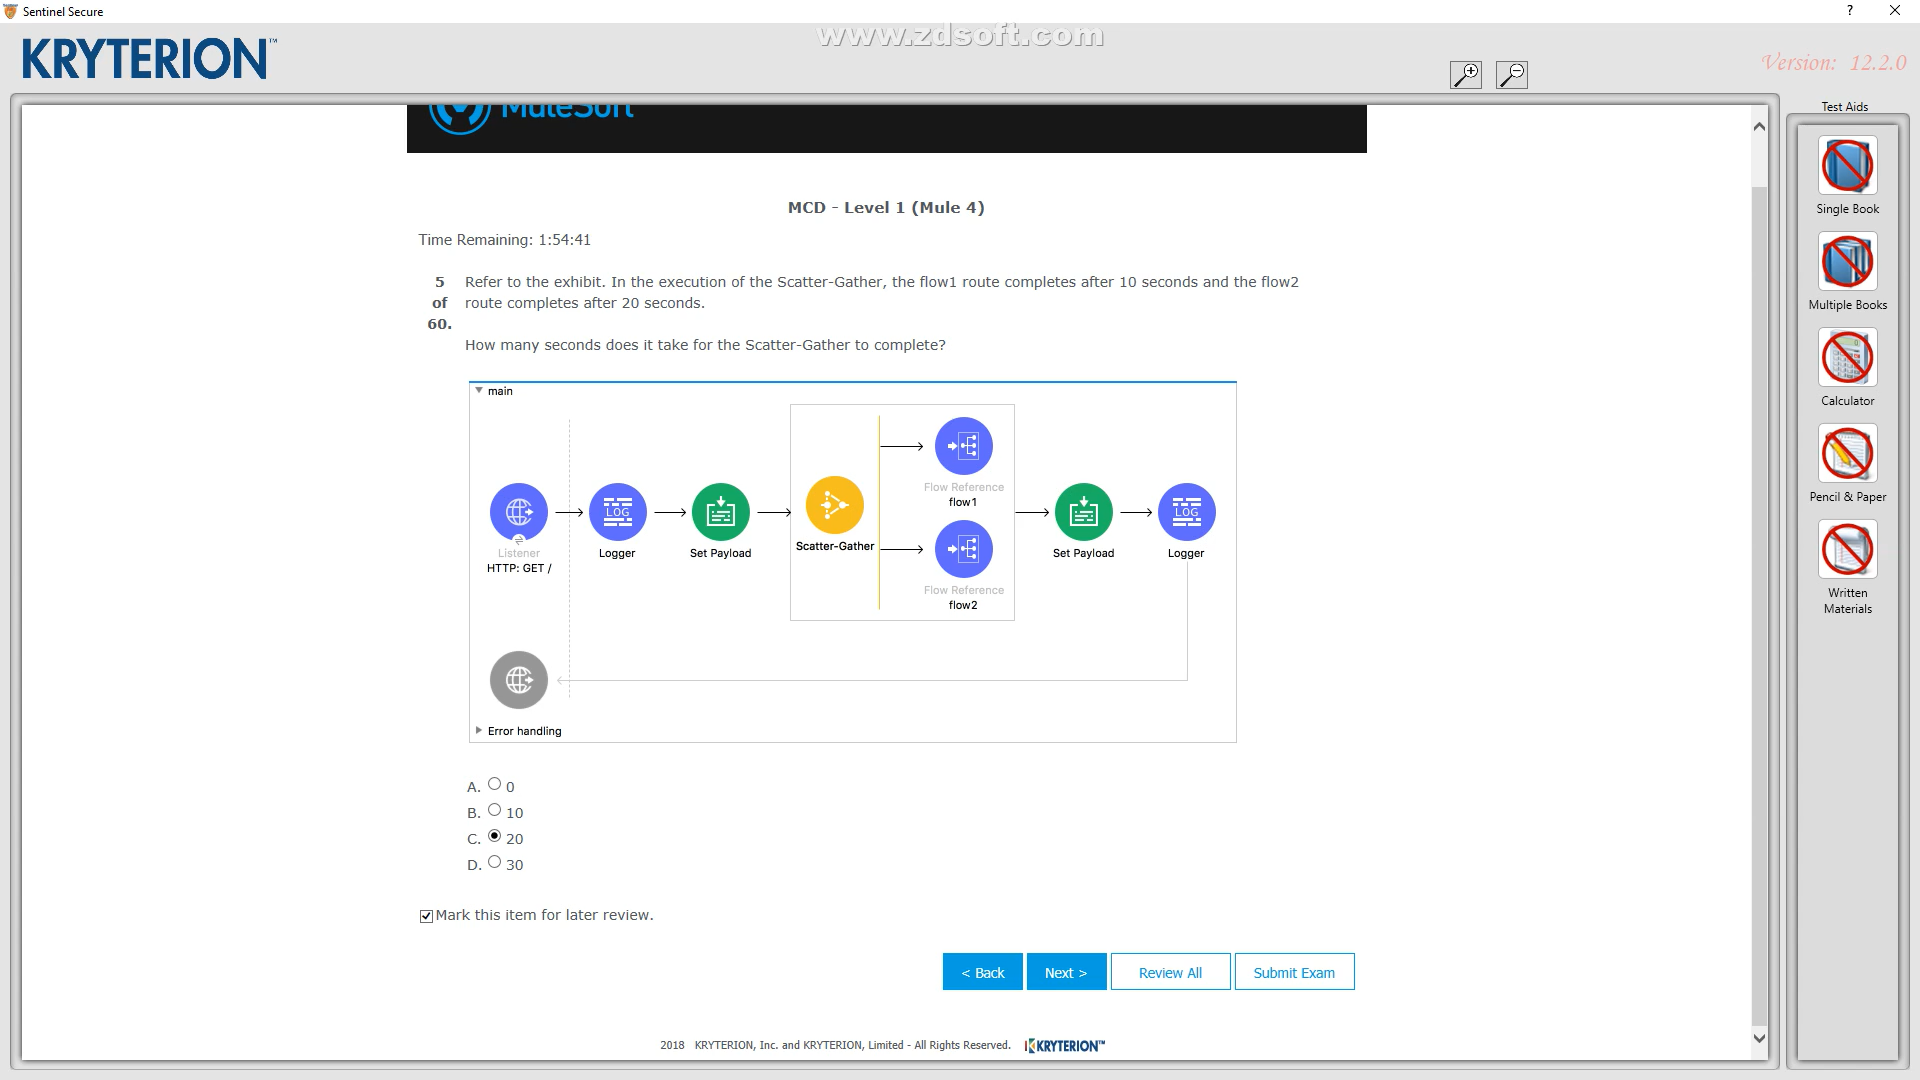 Sentinel Secure
?
www.zdsoft.com
KRYTERION™
Version: 12.2.0
Test Aids
MuleSoft
Single Book
MCD - Level 1 (Mule 4)
Time Remaining: 1:54:41
5 of 60.
Refer to the exhibit. In the execution of the Scatter-Gather, the flow1 route completes after 10 seconds and the flow2
route completes after 20 seconds.
Multiple Books
How many seconds does it take for the Scatter-Gather to complete?
main
Calculator
Flow Reference
flow1
Pencil & Paper
LOG
LOG
Listener
HTTP: GET /
Logger
Set Payload
Scatter-Gather
Set Payload
Logger
Flow Reference
flow2
Written
Materials
Error handling
A. 0
B. 10
C. 20
D. 30
Mark this item for later review.
< Back
Next >
Review All
Submit Exam
2018 KRYTERION, Inc. and KRYTERION, Limited - All Rights Reserved. KRYTERION™